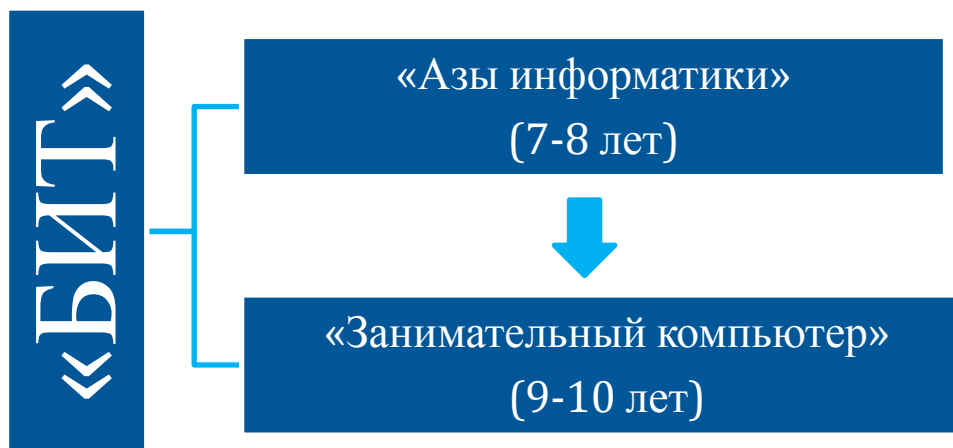 «БИТ»
«Азы информатики»
(7-8 лет)
«Занимательный компьютер»
(9-10 лет)